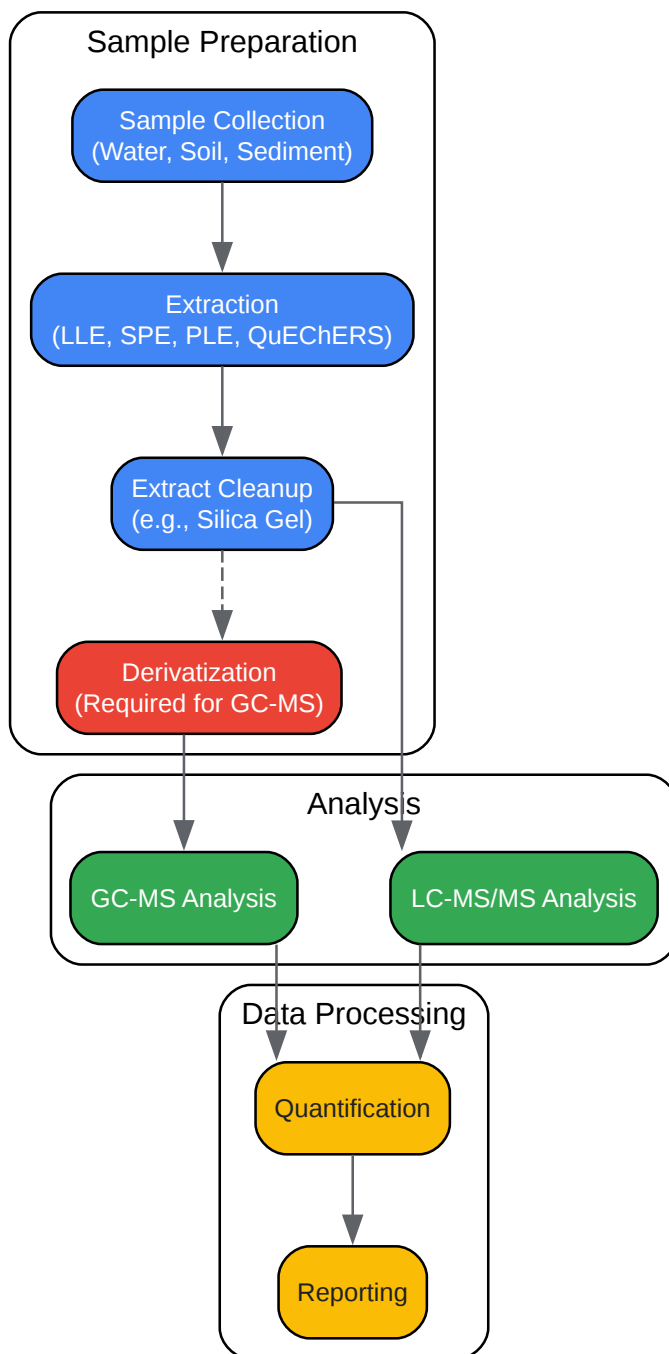 Sample Preparation
Sample Collection
(Water, Soil, Sediment)
Extraction
(LLE, SPE, PLE, QuEChERS)
Extract Cleanup
(e.g., Silica Gel)
Derivatization
(Required for GC-MS)
Analysis
GC-MS Analysis
LC-MS/MS Analysis
Data Processing
Quantification
Reporting